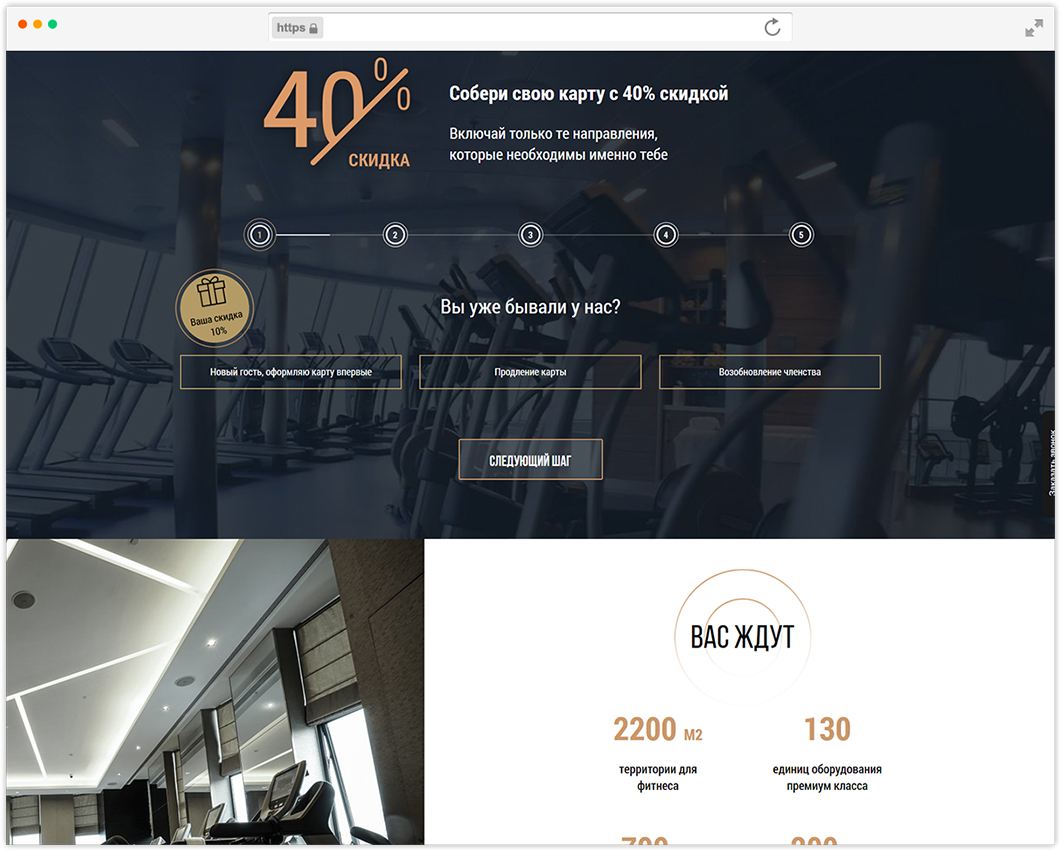 https
40%
СКИДКА
Собери свою карту с 40% скидкой
Включай только те направления,
которые необходимы именно тебе
1 2 3 4 5
Ваша скидка
10%
Вы уже бывали у нас?
Новый гость, оформляю карту впервые
Продление карты
Возобновление членства
Заказать звонок
СЛЕДУЮЩИЙ ШАГ
ВАС ЖДУТ
2200 М2
территории для
фитнеса
130
единиц оборудования
премиум класса